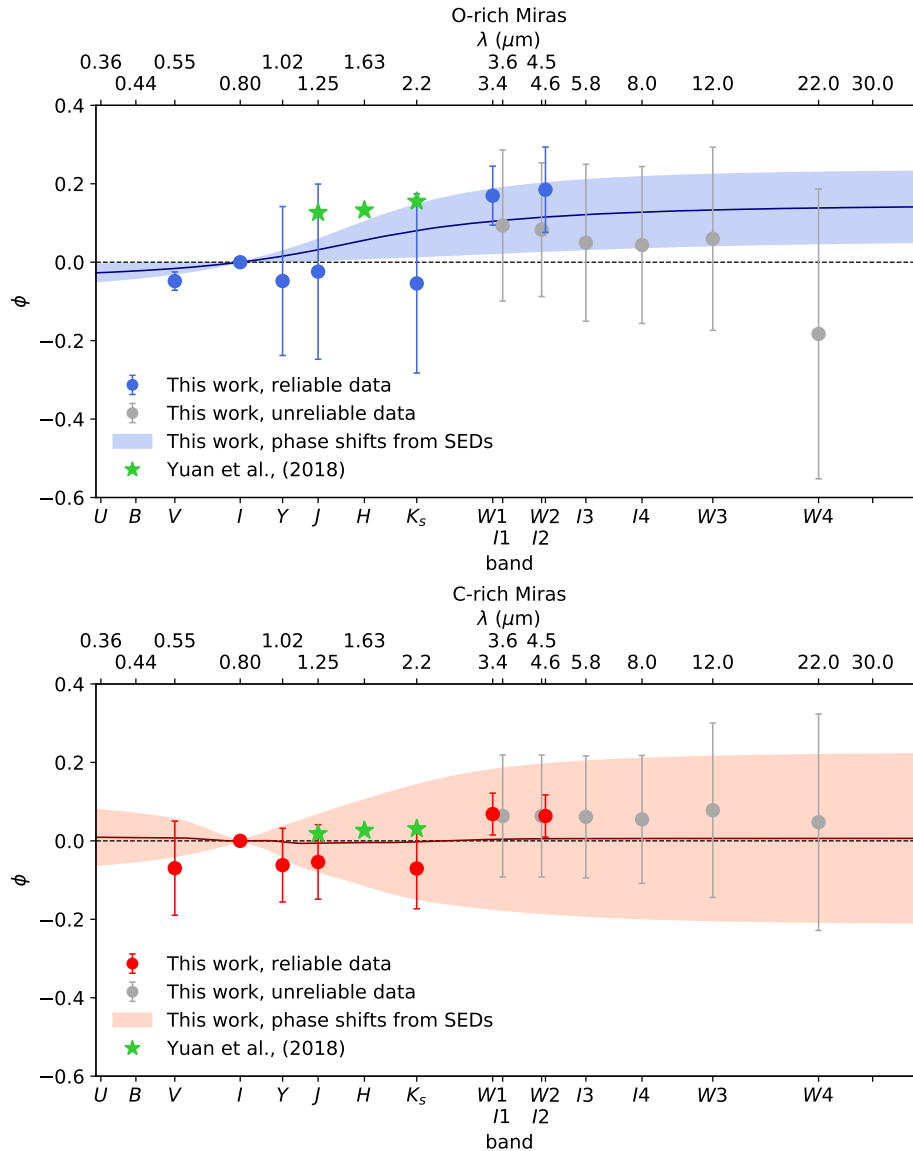 O-rich Miras
λ (μm)
0.36 0.55 1.02 1.63 3.6 4.5
0.44 0.80 1.25 2.2 3.4 4.6 5.8 8.0 12.0 22.0 30.0
0.4
0.2
0.0
−0.2
−0.4
−0.6
ϕ
This work, reliable data
This work, unreliable data
This work, phase shifts from SEDs
Yuan et al., (2018)
U B V I Y J H Ks W1 W2 I3 I4 W3 W4
I1 I2
band
C-rich Miras
λ (μm)
0.36 0.55 1.02 1.63 3.6 4.5
0.44 0.80 1.25 2.2 3.4 4.6 5.8 8.0 12.0 22.0 30.0
0.4
0.2
0.0
−0.2
−0.4
−0.6
ϕ
This work, reliable data
This work, unreliable data
This work, phase shifts from SEDs
Yuan et al., (2018)
U B V I Y J H Ks W1 W2 I3 I4 W3 W4
I1 I2
band